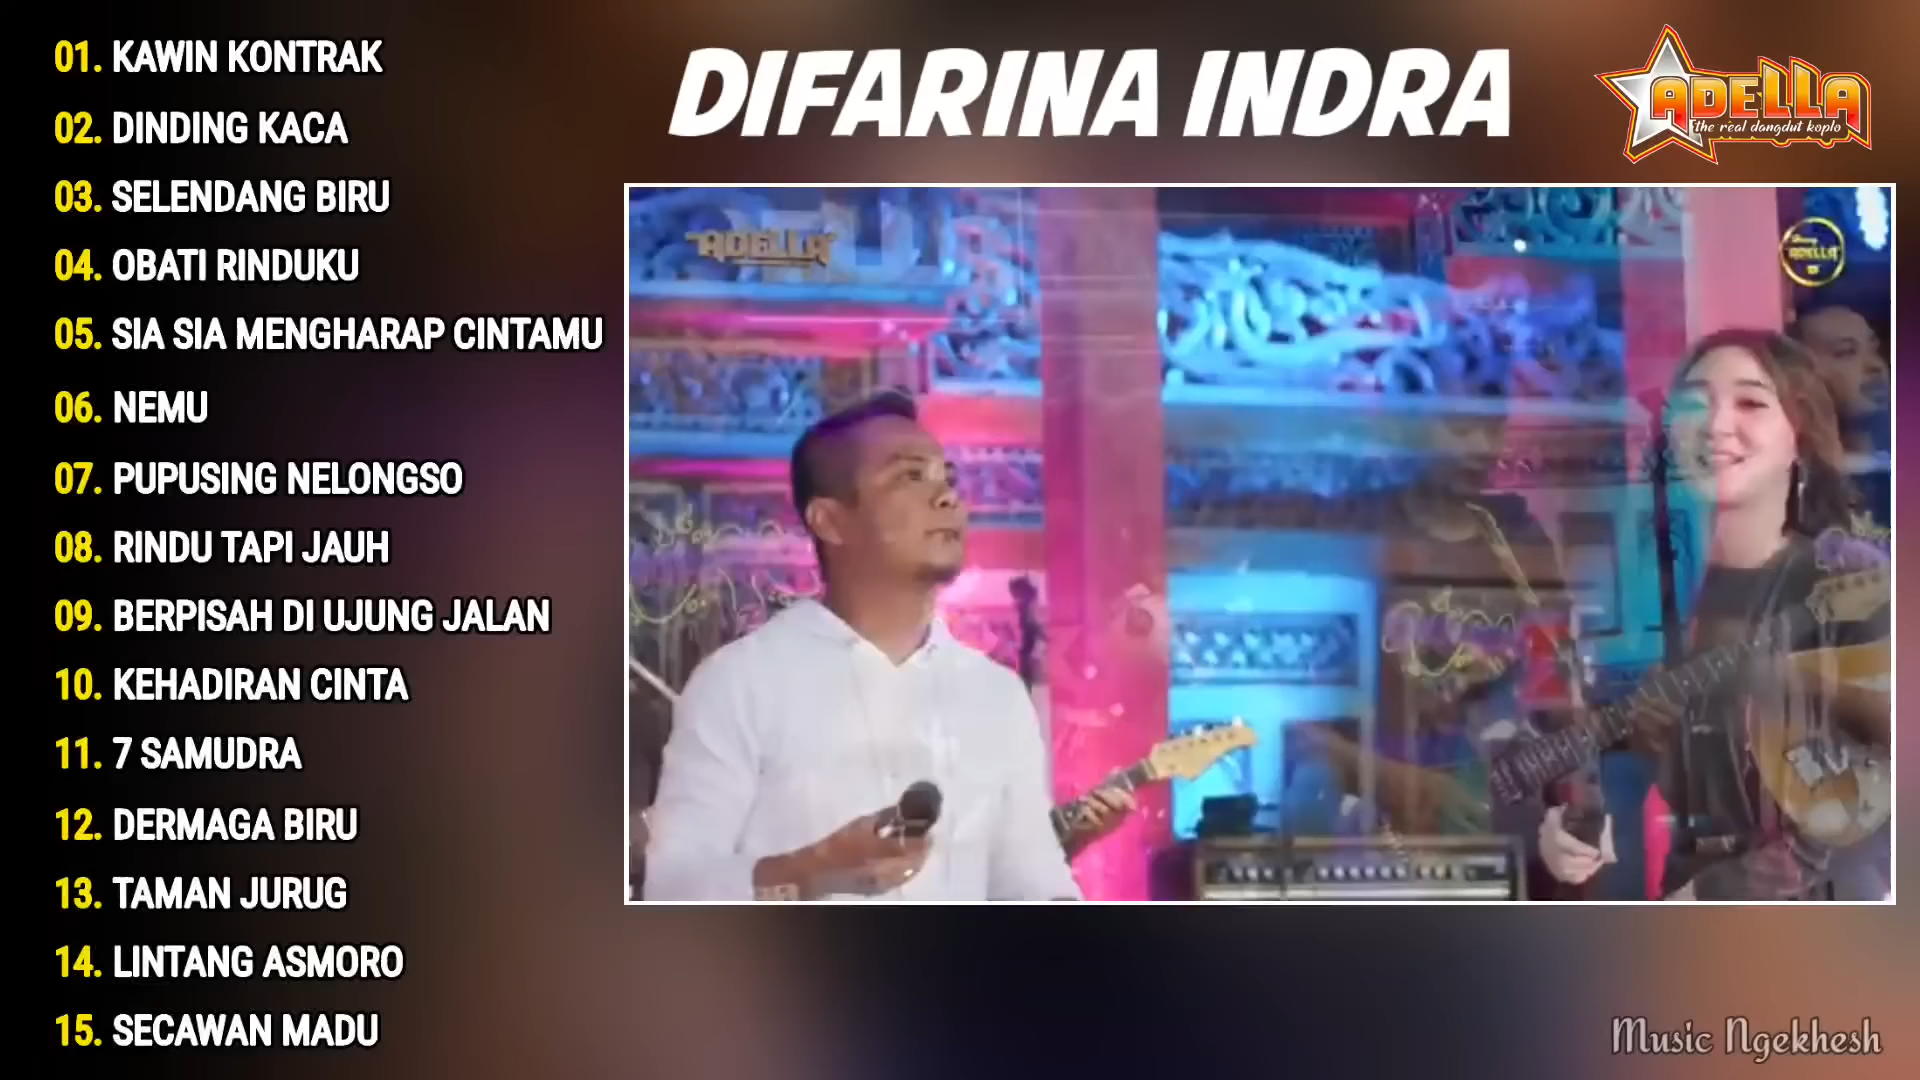 01. KAWIN KONTRAK
02. DINDING KACA
03. SELENDANG BIRU
04. OBATI RINDUKU
05. SIA SIA MENGHARAP CINTAMU
06. NEMU
07. PUPUSING NELONGSO
08. RINDU TAPI JAUH
09. BERPISAH DI UJUNG JALAN
10. KEHADIRAN CINTA
11. 7 SAMUDRA
12. DERMAGA BIRU
13. TAMAN JURUG
14. LINTANG ASMORO
15. SECAWAN MADU
DIFARINA INDRA
ADELLA
the real dangdut koplo
ADELLA
ADELLA
Music Ngekhesh